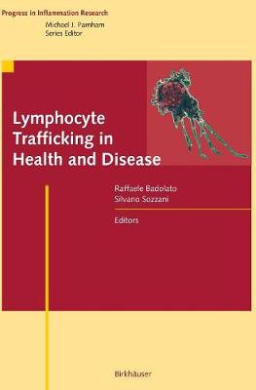 Progress in Inflammation Research
Michael J. Parnham
Series Editor
Lymphocyte
Trafficking in
Health and Disease
Raffaele Badolato
Silvano Sozzani
Editors
Birkhäuser